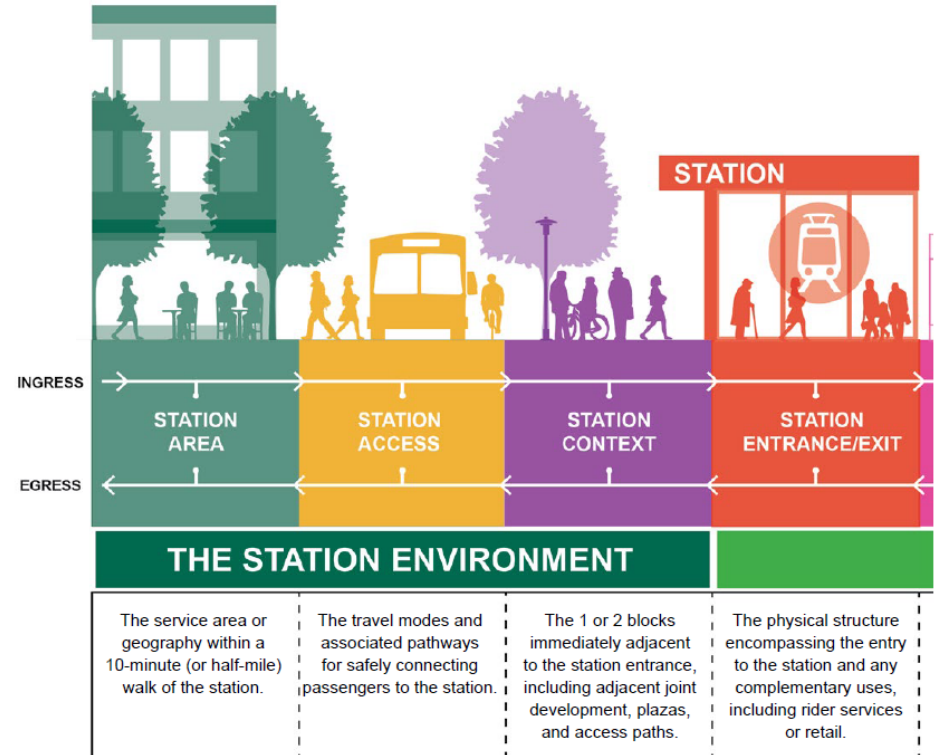 STATION
INGRESS
STATION
AREA
STATION
ACCESS
STATION
CONTEXT
STATION
ENTRANCE/EXIT
EGRESS
THE STATION ENVIRONMENT
The service area or
geography within a
10-minute (or half-mile)
walk of the station.
The travel modes and
associated pathways
for safely connecting
passengers to the station.
The 1 or 2 blocks
immediately adjacent
to the station entrance,
including adjacent joint
development, plazas,
and access paths.
The physical structure
encompassing the entry
to the station and any
complementary uses,
including rider services
or retail.